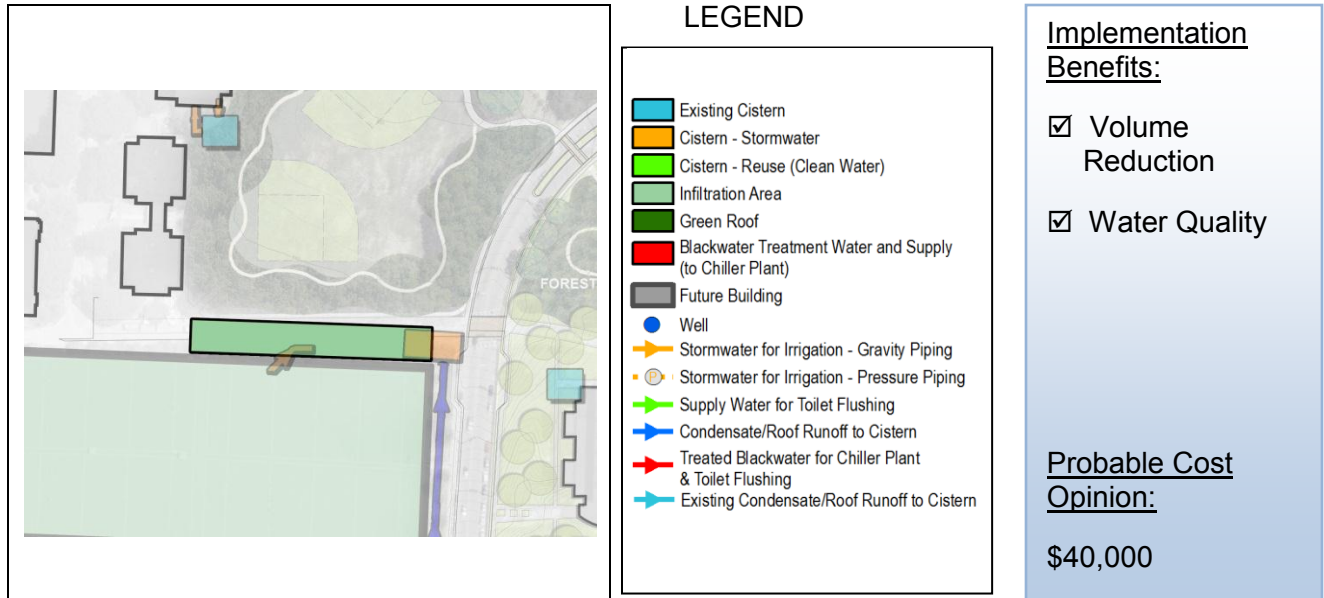 LEGEND
Existing Cistern
Cistern - Stormwater
Cistern - Reuse (Clean Water)
Infiltration Area
Green Roof
Blackwater Treatment Water and Supply
(to Chiller Plant)
Future Building
Well
Stormwater for Irrigation - Gravity Piping
P
Stormwater for Irrigation - Pressure Piping
Supply Water for Toilet Flushing
Condensate/Roof Runoff to Cistern
Treated Blackwater for Chiller Plant
& Toilet Flushing
Existing Condensate/Roof Runoff to Cistern
FOREST
Implementation
Benefits:
☑ Volume
Reduction
☑ Water Quality
Probable Cost
Opinion:
$40,000